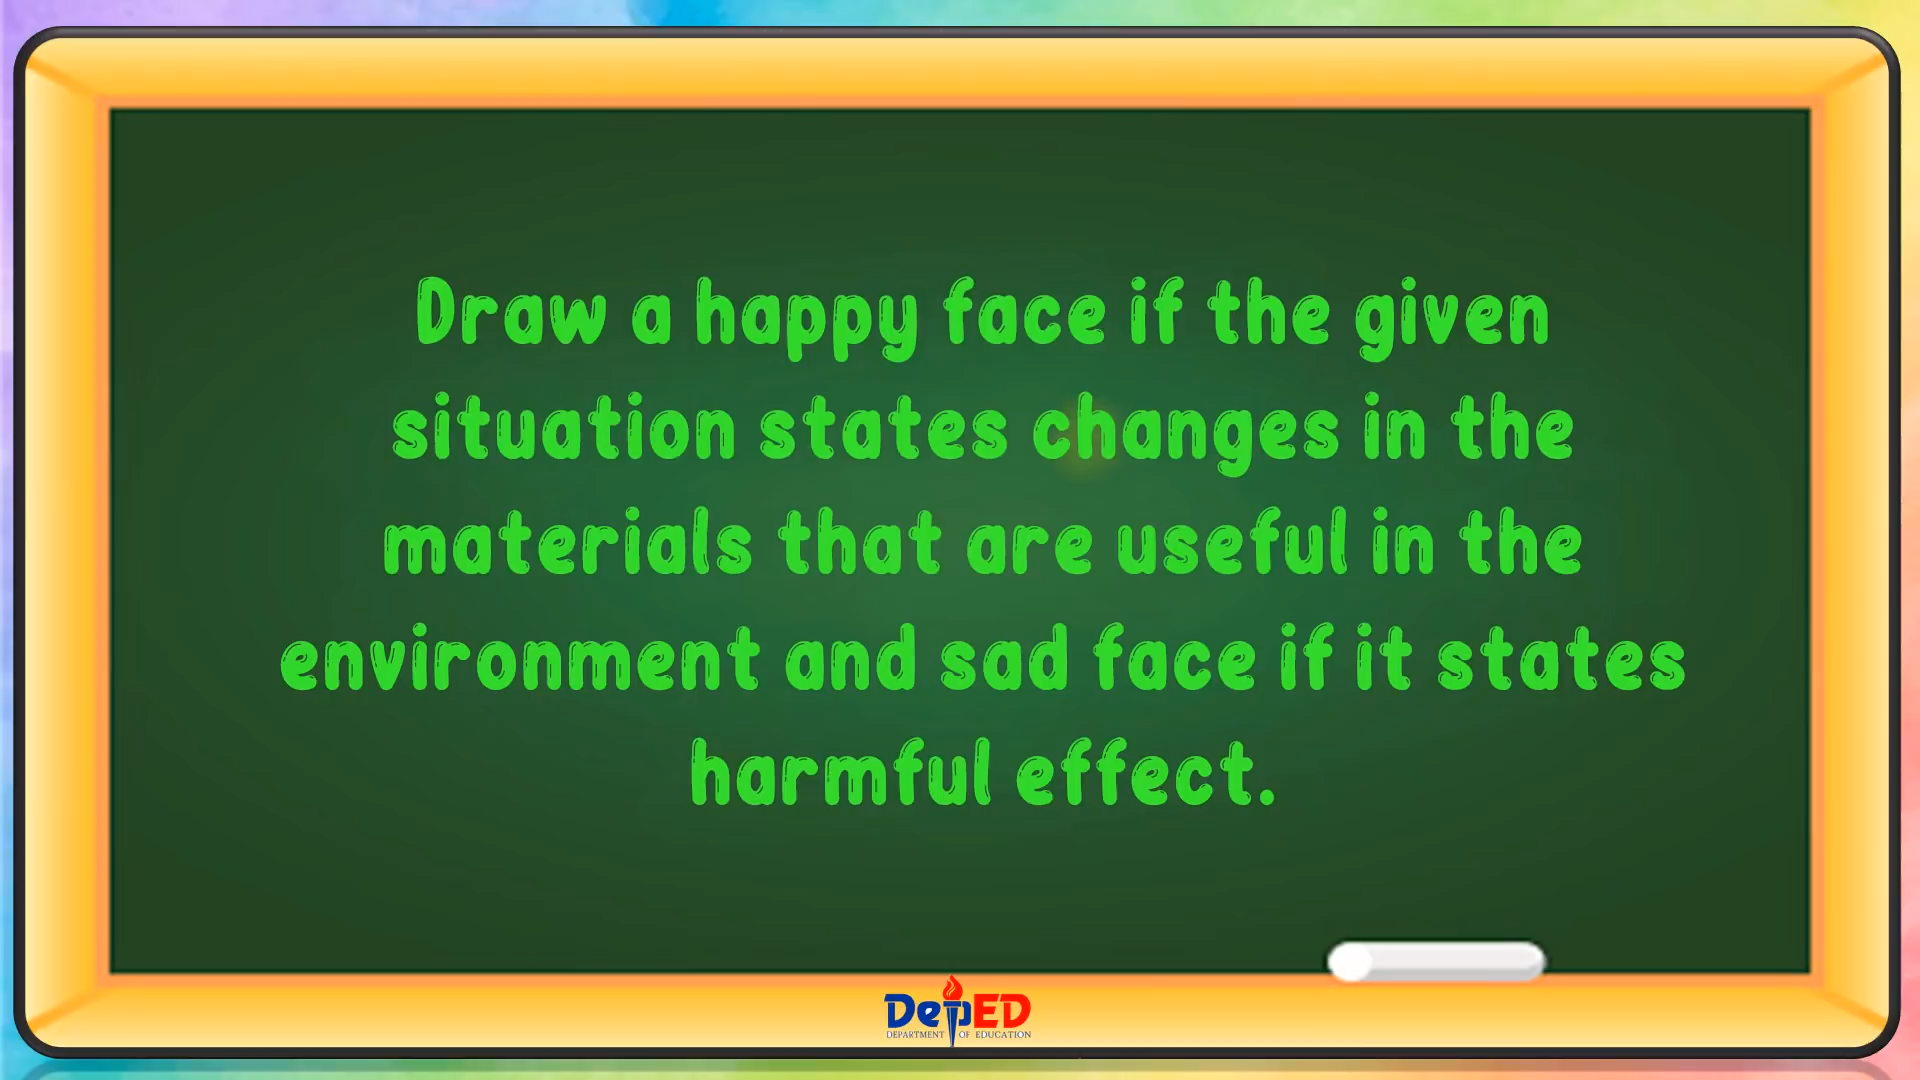 Draw a happy face if the given
situation states changes in the
materials that are useful in the
environment and sad face if it states
harmful effect.
DepED
DEPARTMENT OF EDUCATION